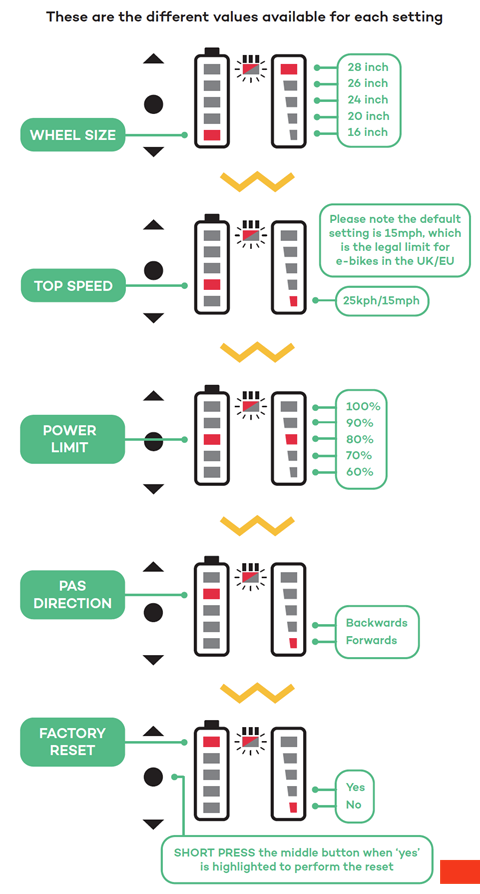 These are the different values available for each setting
28 inch
26 inch
24 inch
20 inch
16 inch
WHEEL SIZE
Please note the default
setting is 15mph, which
is the legal limit for
e-bikes in the UK/EU
TOP SPEED
25kph/15mph
POWER
LIMIT
100%
90%
80%
70%
60%
PAS
DIRECTION
Backwards
Forwards
FACTORY
RESET
Yes
No
SHORT PRESS the middle button when ‘yes’
is highlighted to perform the reset